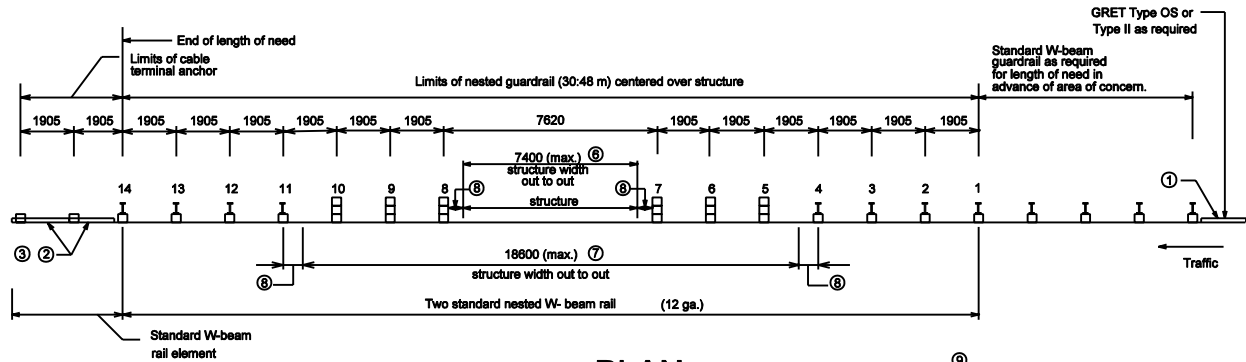 GRET Type OS or
Type II as required
End of length of need
Limits of cable
terminal anchor
Limits of nested guardrail (30:48 m) centered over structure
Standard W-beam
guardrail as required
for length of need in
advance of area of concern.
1905 1905 1905 1905 1905 1905 1905 1905 7620 1905 1905 1905 1905 1905 1905
7400 (max.) ⑥
structure width
out to out
14 13 12 11 10 9 8 ⑧ structure ⑧ 7 6 5 4 3 2 1 ①
③ ② 18600 (max.) ⑦
structure width out to out
⑧ ⑧
Traffic
Two standard nested W- beam rail (12 ga.)
Standard W-beam
rail element
PLAN ⑨